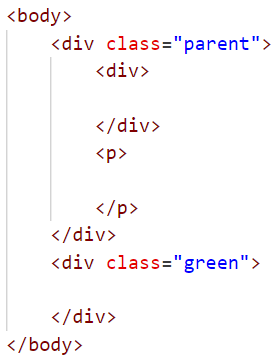 <body>
<div class="parent">
<div>
</div>
<p>
</p>
</div>
<div class="green">
</div>
</body>